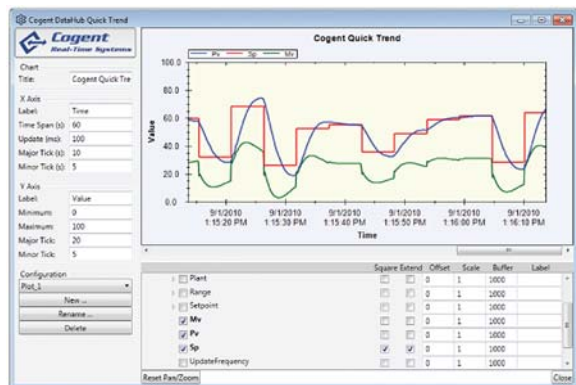 Cogent DataHub Quick Trend
Cogent
Real-Time Systems
Chart
Title: Cogent Quick Tre
X Axis
Label: Time
Time Span (s): 60
Update (ms): 100
Major Tick (s): 10
Minor Tick (s): 5
Y Axis
Label: Value
Minimum: 0
Maximum: 100
Major Tick: 20
Minor Tick: 5
Configuration
Plot_1
New ...
Rename ...
Delete
Cogent Quick Trend
Pv Sp Mv
100.0
80.0
60.0
40.0
20.0
0.0
Value
9/1/2010 9/1/2010 9/1/2010 9/1/2010 9/1/2010 9/1/2010
1:15:20 PM 1:15:30 PM 1:15:40 PM 1:15:50 PM 1:16:00 PM 1:16:10 PM
Time
Square Extend Offset Scale Buffer Label
Plant 0 1 1000
Range 0 1 1000
Setpoint 0 1 1000
Mv 0 1 1000
Pv 0 1 1000
Sp 0 1 1000
UpdateFrequency 0 1 1000
Reset Pan/Zoom Close